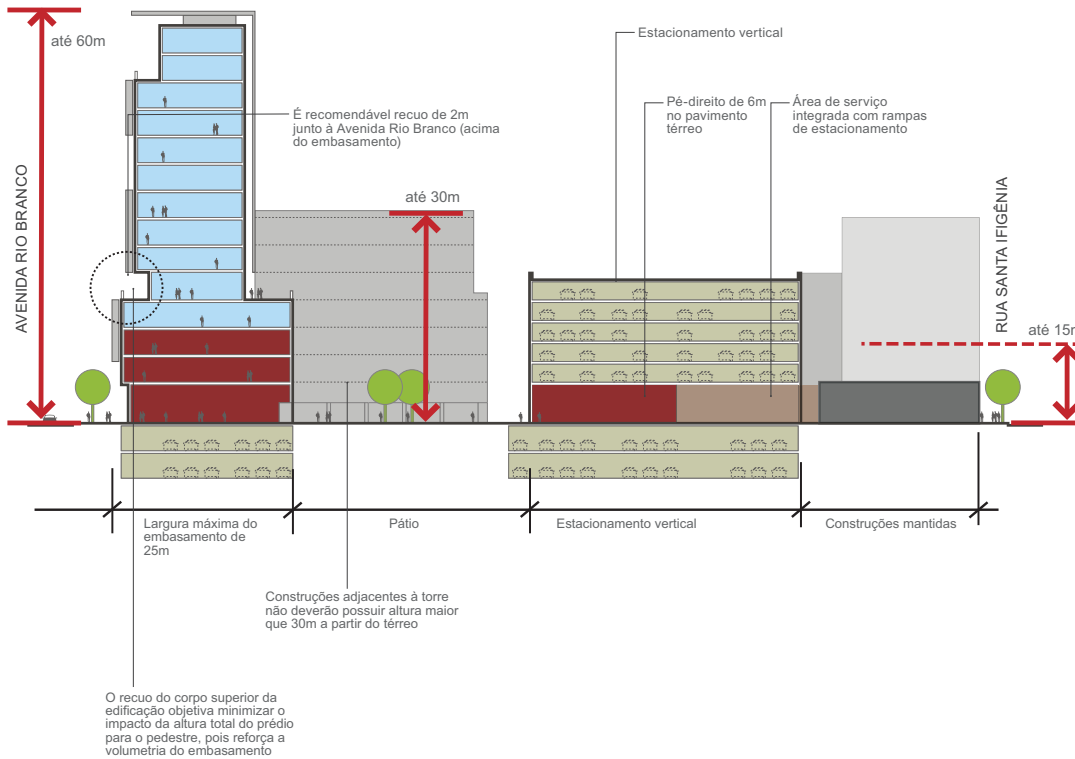 até 60m
Estacionamento vertical
É recomendável recuo de 2m
junto à Avenida Rio Branco (acima
do embasamento)
Pé-direito de 6m
no pavimento
térreo
Área de serviço
integrada com rampas
de estacionamento
AVENIDA RIO BRANCO
até 30m
RUA SANTA IFIGÊNIA
até 15m
Largura máxima do
embasamento de
25m
Pátio
Estacionamento vertical
Construções mantidas
Construções adjacentes à torre
não deverão possuir altura maior
que 30m a partir do térreo
O recuo do corpo superior da
edificação objetiva minimizar o
impacto da altura total do prédio
para o pedestre, pois reforça a
volumetria do embasamento